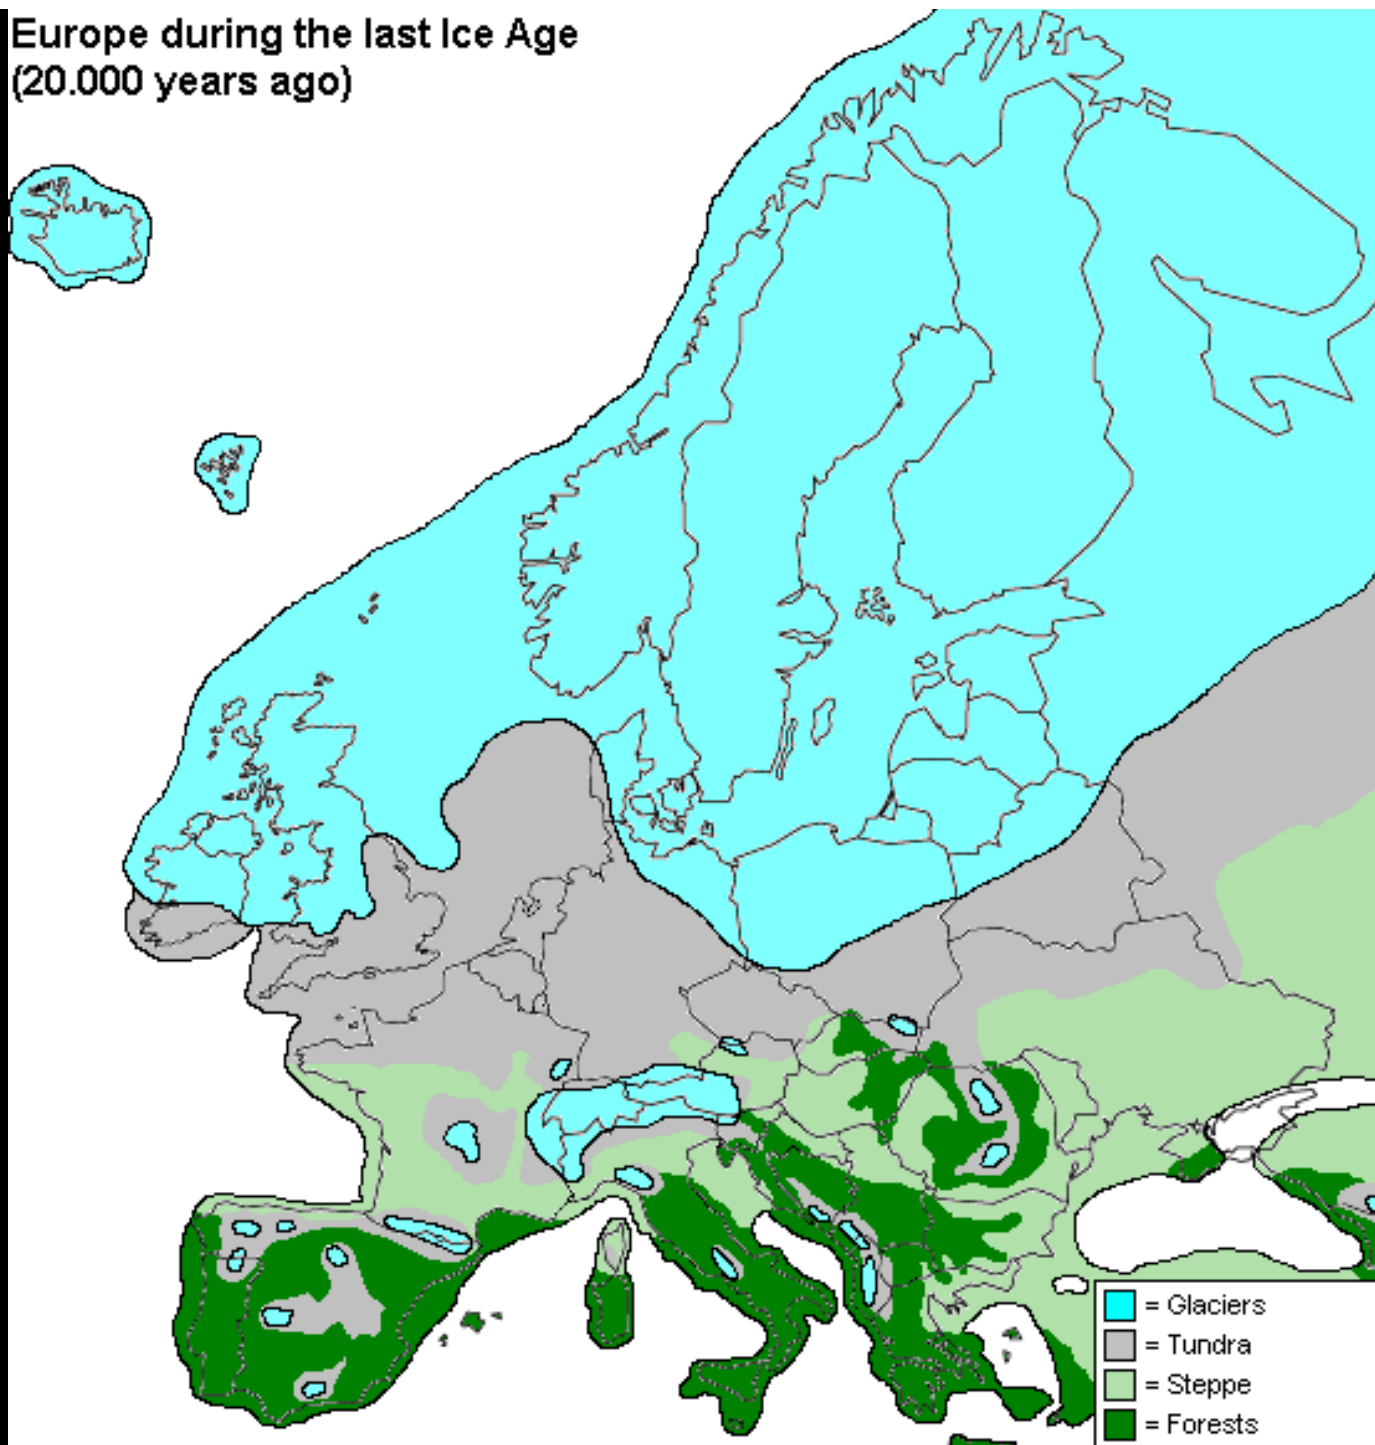 Europe during the last Ice Age
(20.000 years ago)
= Glaciers
= Tundra
= Steppe
= Forests